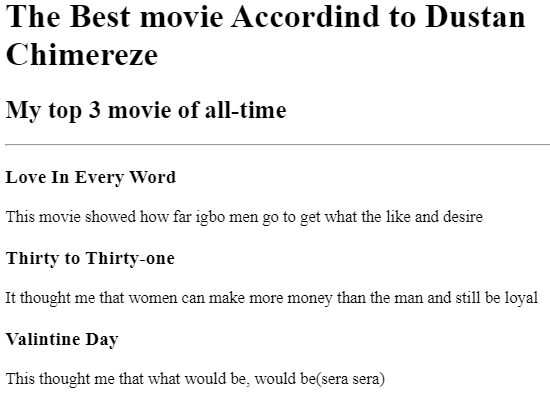 The Best movie Accordind to Dustan
Chimereze
My top 3 movie of all-time
Love In Every Word
This movie showed how far igbo men go to get what the like and desire
Thirty to Thirty-one
It thought me that women can make more money than the man and still be loyal
Valintine Day
This thought me that what would be, would be(sera sera)